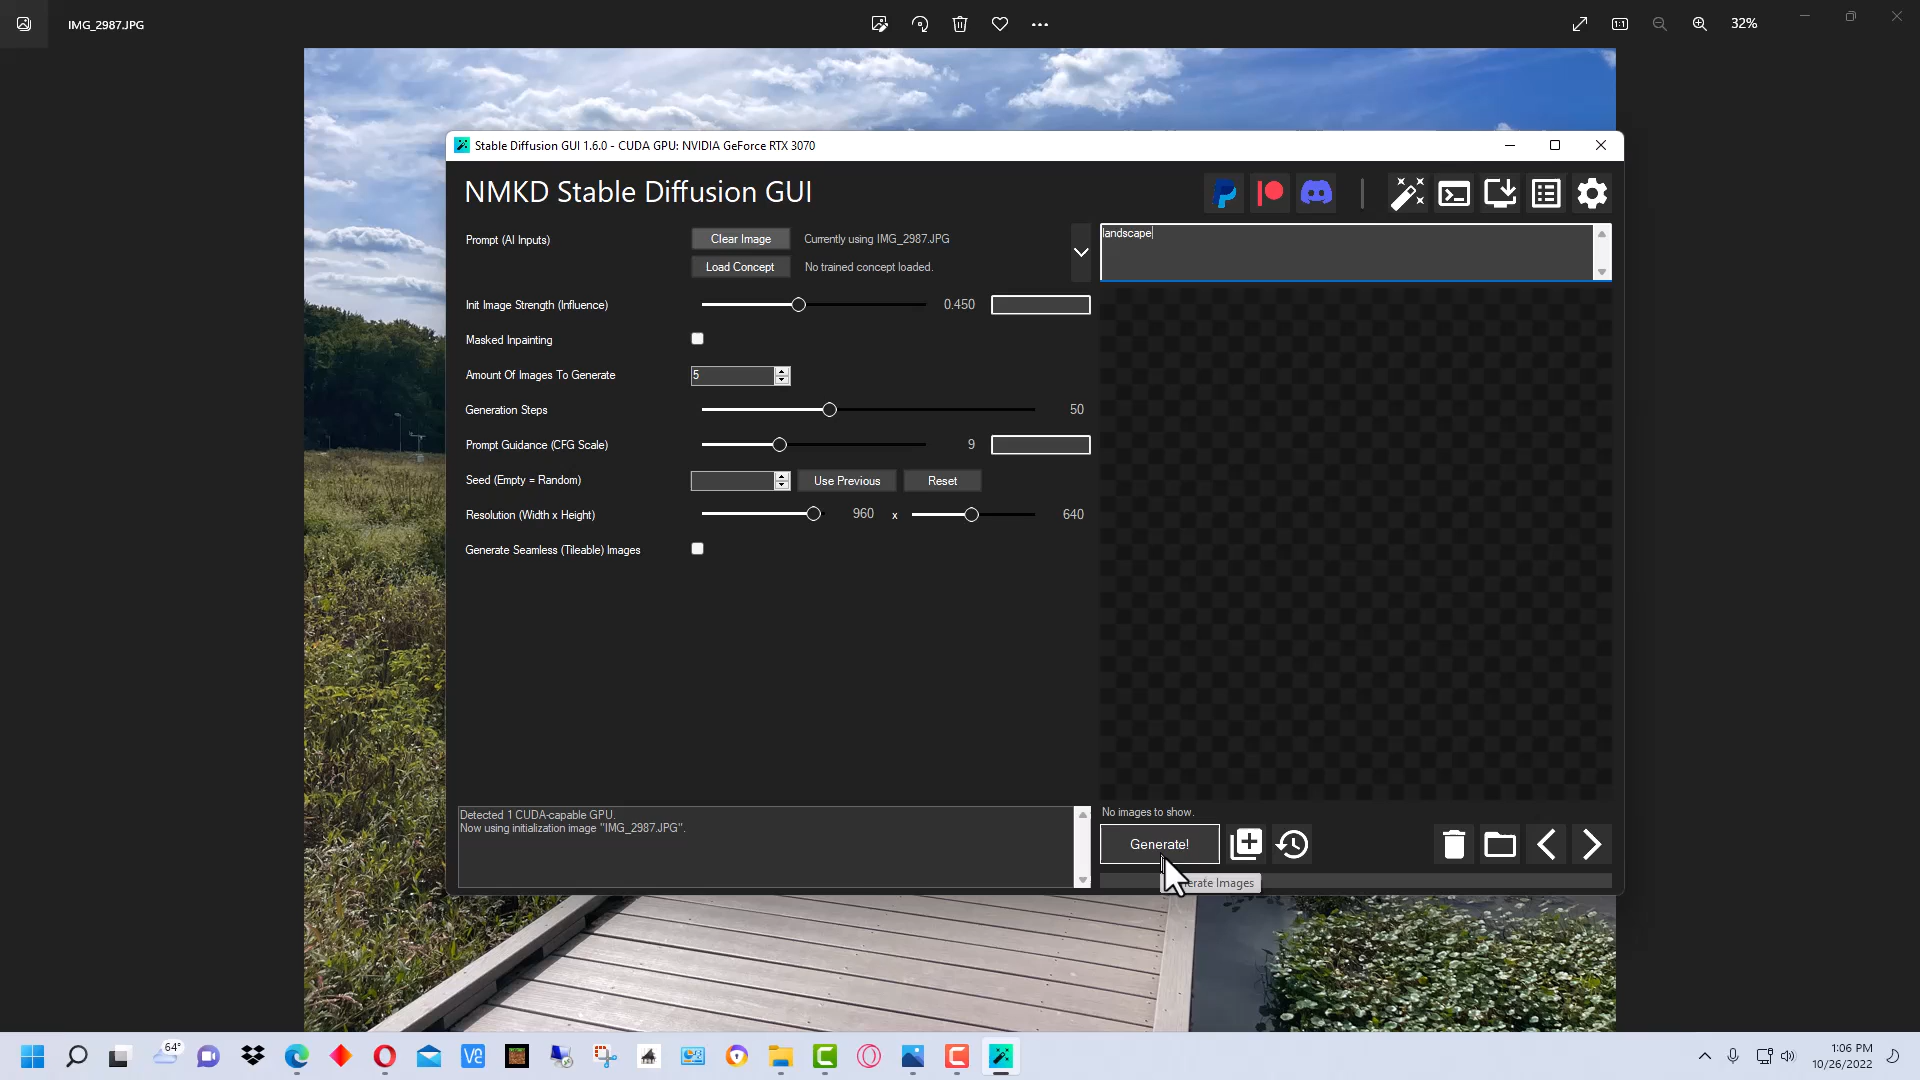 IMG_2987.JPG
32%
Stable Diffusion GUI 1.6.0 - CUDA GPU: NVIDIA GeForce RTX 3070
NMKD Stable Diffusion GUI
Prompt (AI Inputs)
Clear Image
Currently using IMG_2987.JPG
landscape
Load Concept
No trained concept loaded.
Init Image Strength (Influence)
0.450
Masked Inpainting
Amount Of Images To Generate
5
Generation Steps
50
Prompt Guidance (CFG Scale)
9
Seed (Empty = Random)
Use Previous
Reset
Resolution (Width x Height)
960
x
640
Generate Seamless (Tileable) Images
Detected 1 CUDA-capable GPU.
Now using initialization image "IMG_2987.JPG".
No images to show.
Generate!
erate Images
64°
1:06 PM
10/26/2022